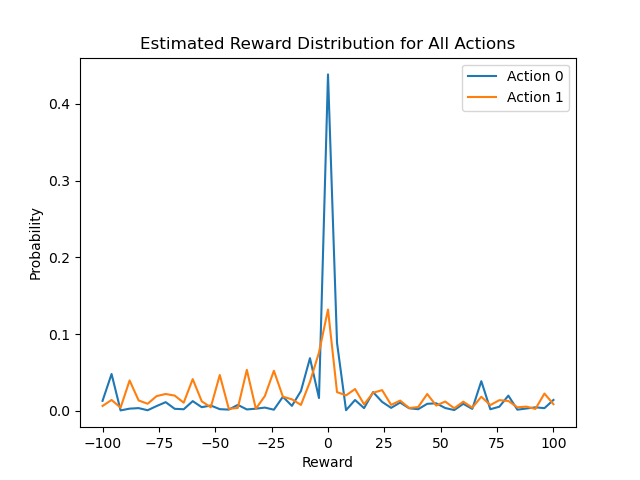 Estimated Reward Distribution for All Actions
Action 0
Action 1
0.4
0.3
0.2
0.1
0.0
Probability
−100
−75
−50
−25
0
25
50
75
100
Reward